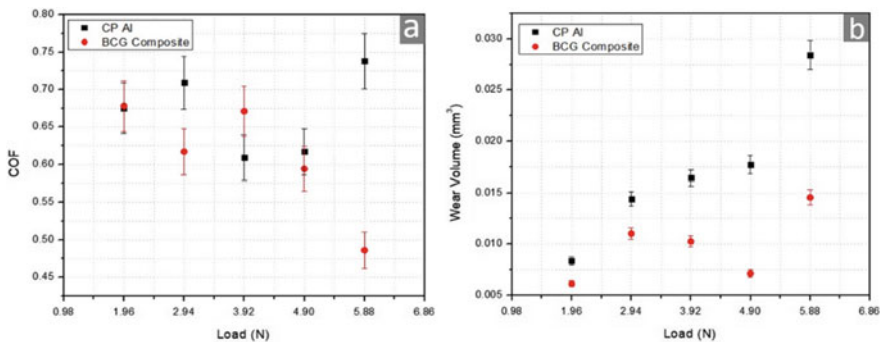 a
CP Al
BCG Composite
0.80
0.75
0.70
0.65
0.60
0.55
0.50
0.45
COF
0.98 1.96 2.94 3.92 4.90 5.88 6.86
Load (N)
b
CP Al
BCG Composite
0.030
0.025
0.020
0.015
0.010
0.005
Wear Volume (mm³)
0.98 1.96 2.94 3.92 4.90 5.88 6.86
Load (N)